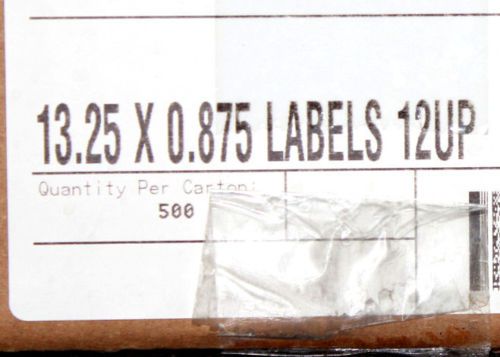 13.25 X 0.875 LABELS 12UP
Quantity Per Carton:
500